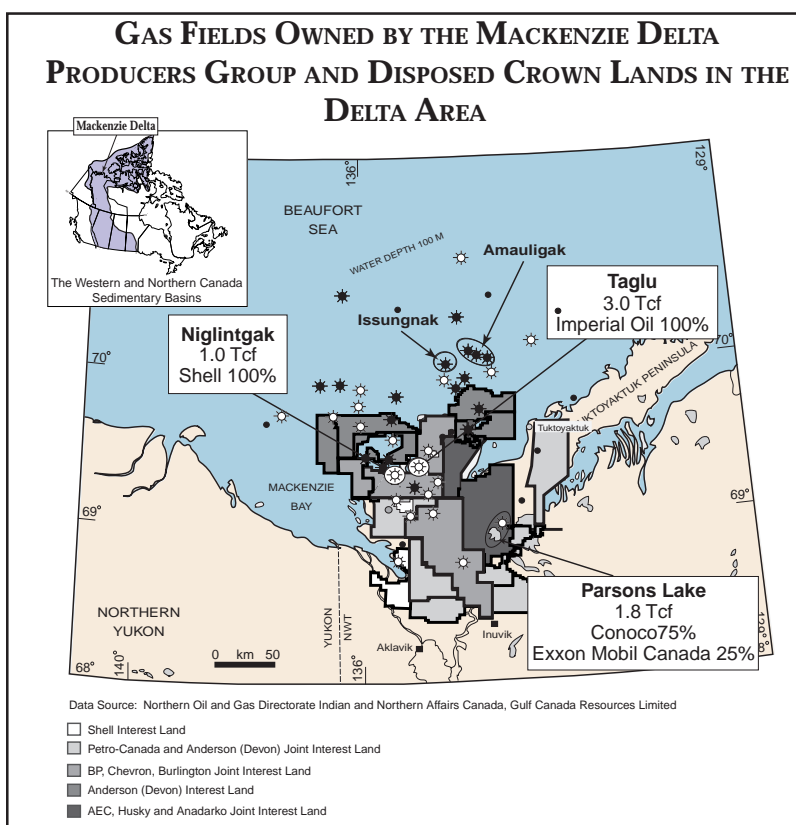 GAS FIELDS OWNED BY THE MACKENZIE DELTA
PRODUCERS GROUP AND DISPOSED CROWN LANDS IN THE
DELTA AREA
Mackenzie Delta
The Western and Northern Canada
Sedimentary Basins
136°
129°
BEAUFORT
SEA
WATER DEPTH 100 M
Amauligak
Issungnak
Taglu
3.0 Tcf
Imperial Oil 100%
Niglintgak
1.0 Tcf
Shell 100%
70°
70°
TUKTOYAKTUK PENINSULA
Tuktoyaktuk
MACKENZIE
BAY
69°
69°
Parsons Lake
1.8 Tcf
Conoco75%
Exxon Mobil Canada 25%
NORTHERN
YUKON
YUKON
NWT
Aklavik
Inuvik
0 km 50
68°
140°
136°
Data Source: Northern Oil and Gas Directorate Indian and Northern Affairs Canada, Gulf Canada Resources Limited
Shell Interest Land
Petro-Canada and Anderson (Devon) Joint Interest Land
BP, Chevron, Burlington Joint Interest Land
Anderson (Devon) Interest Land
AEC, Husky and Anadarko Joint Interest Land